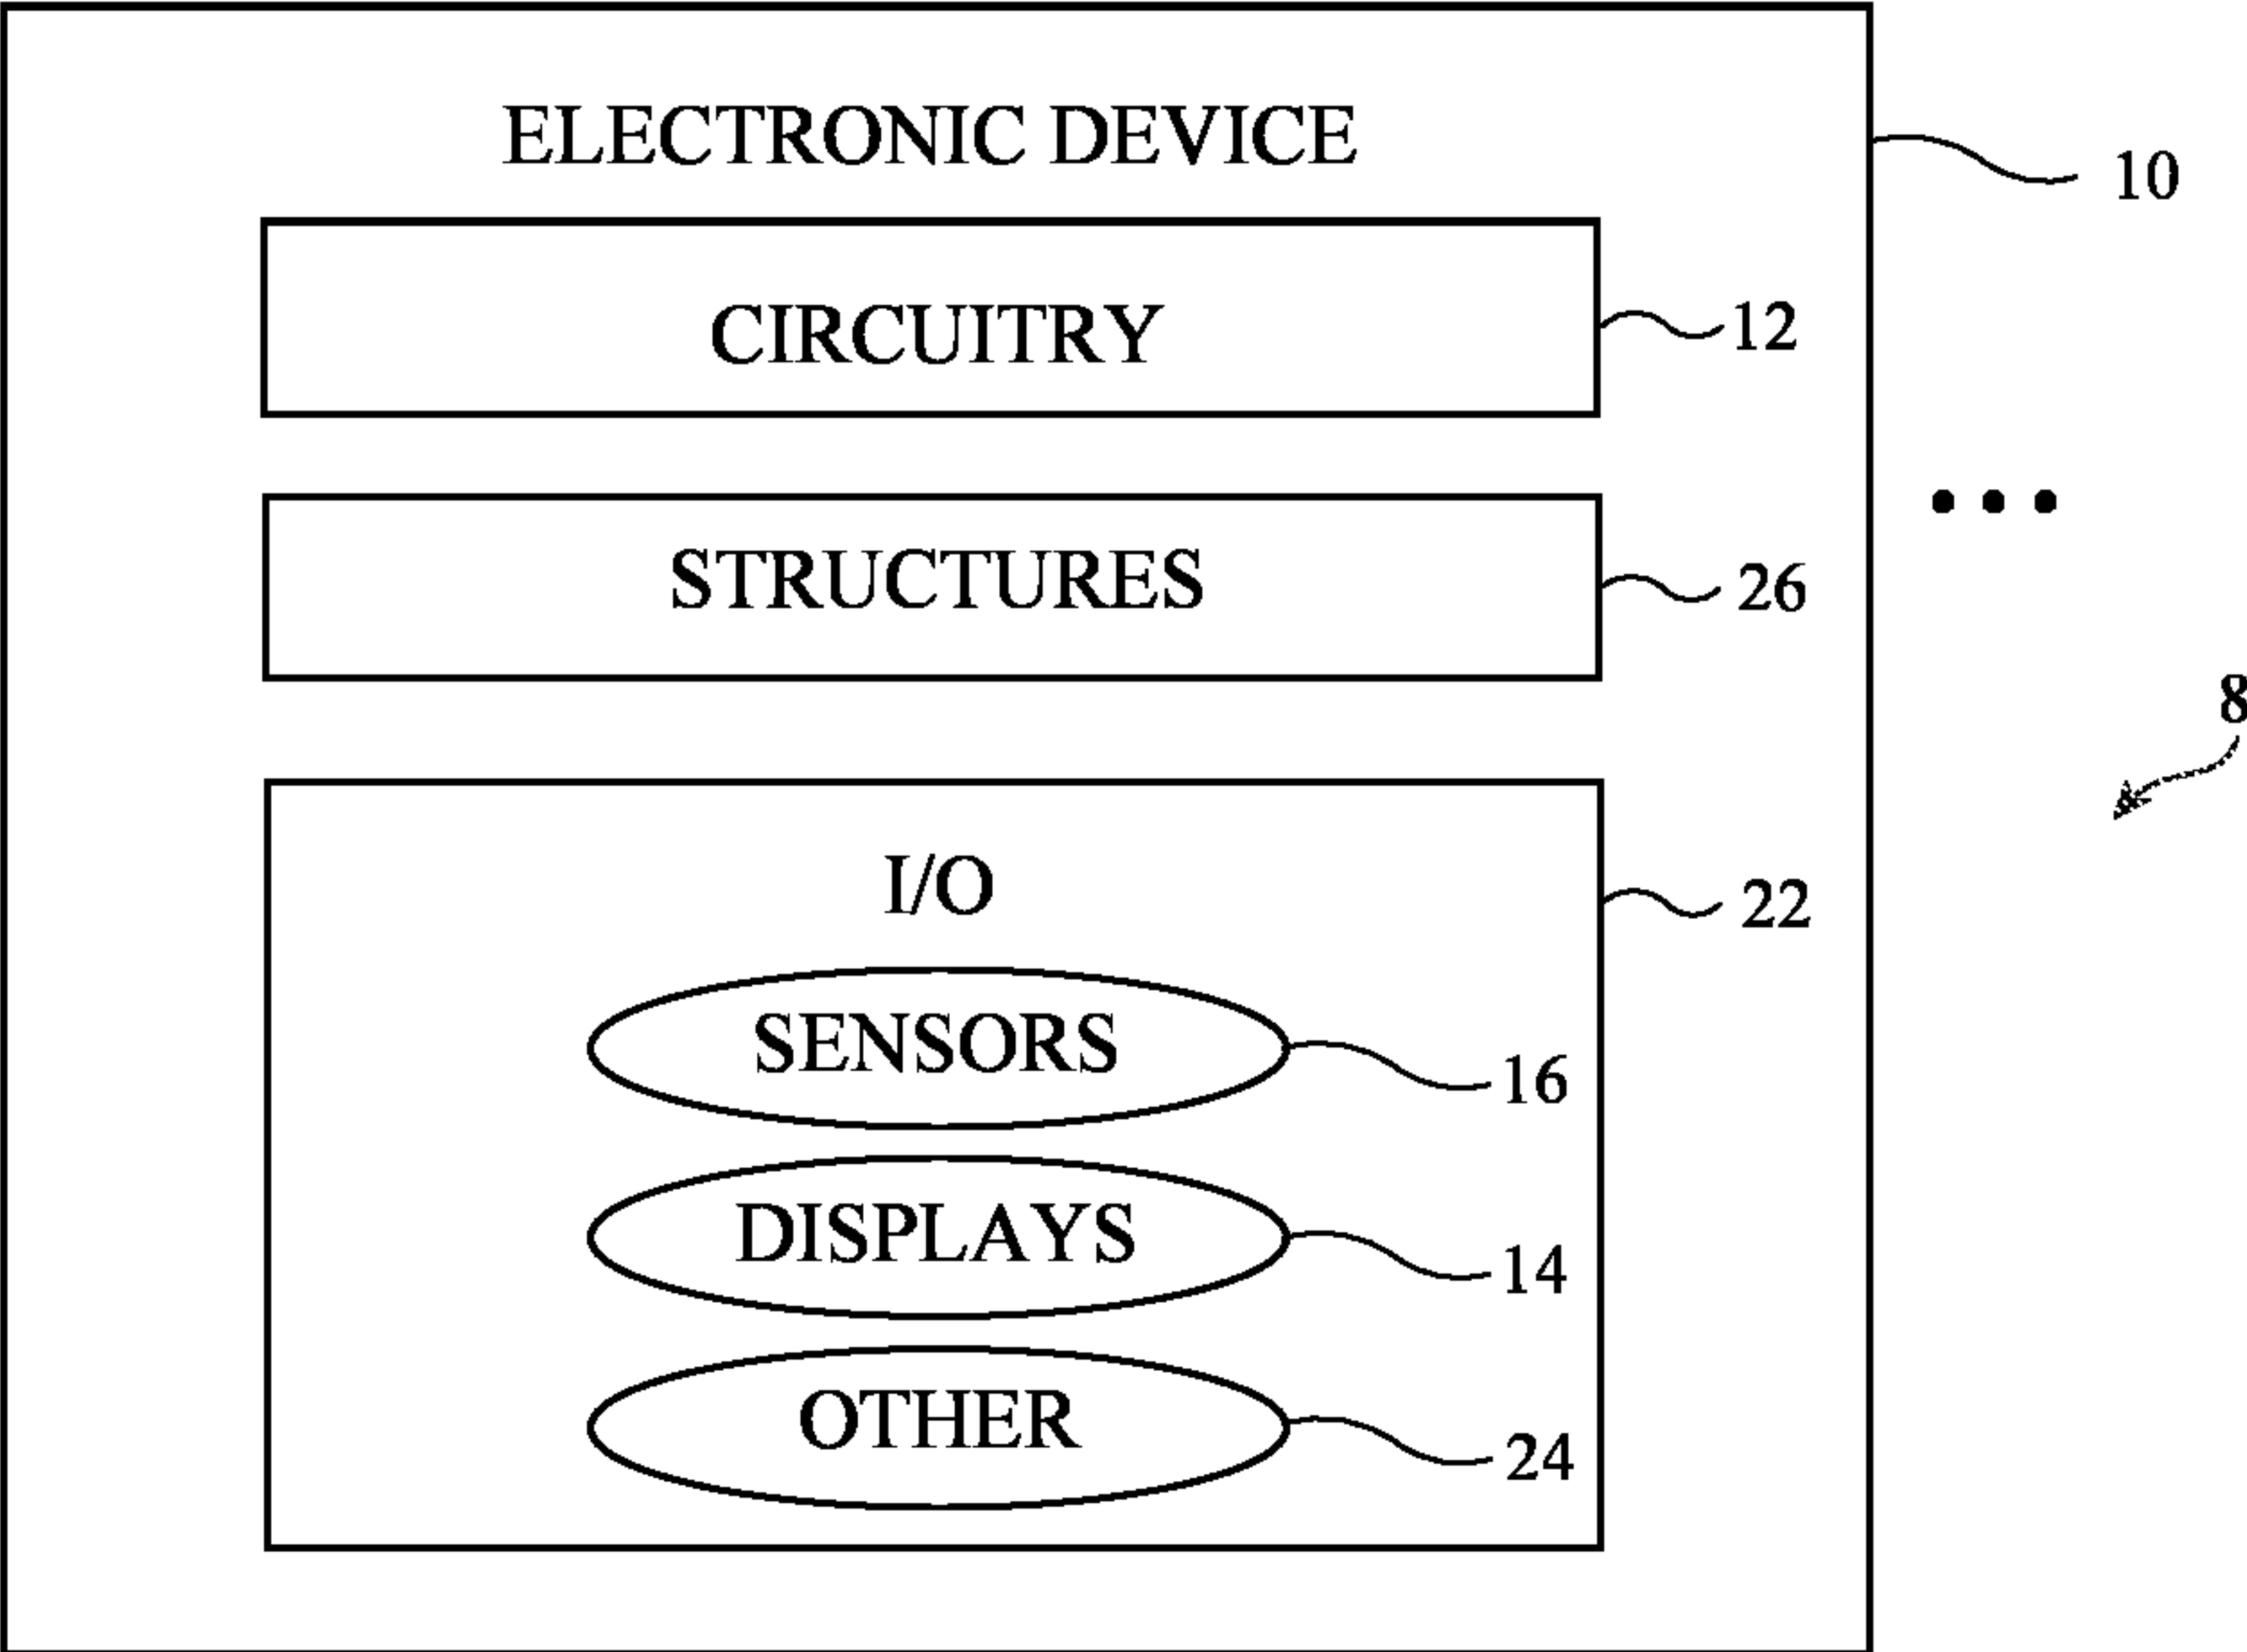 ELECTRONIC DEVICE
10
CIRCUITRY
12
STRUCTURES
26
8
I/O
22
SENSORS
16
DISPLAYS
14
OTHER
24